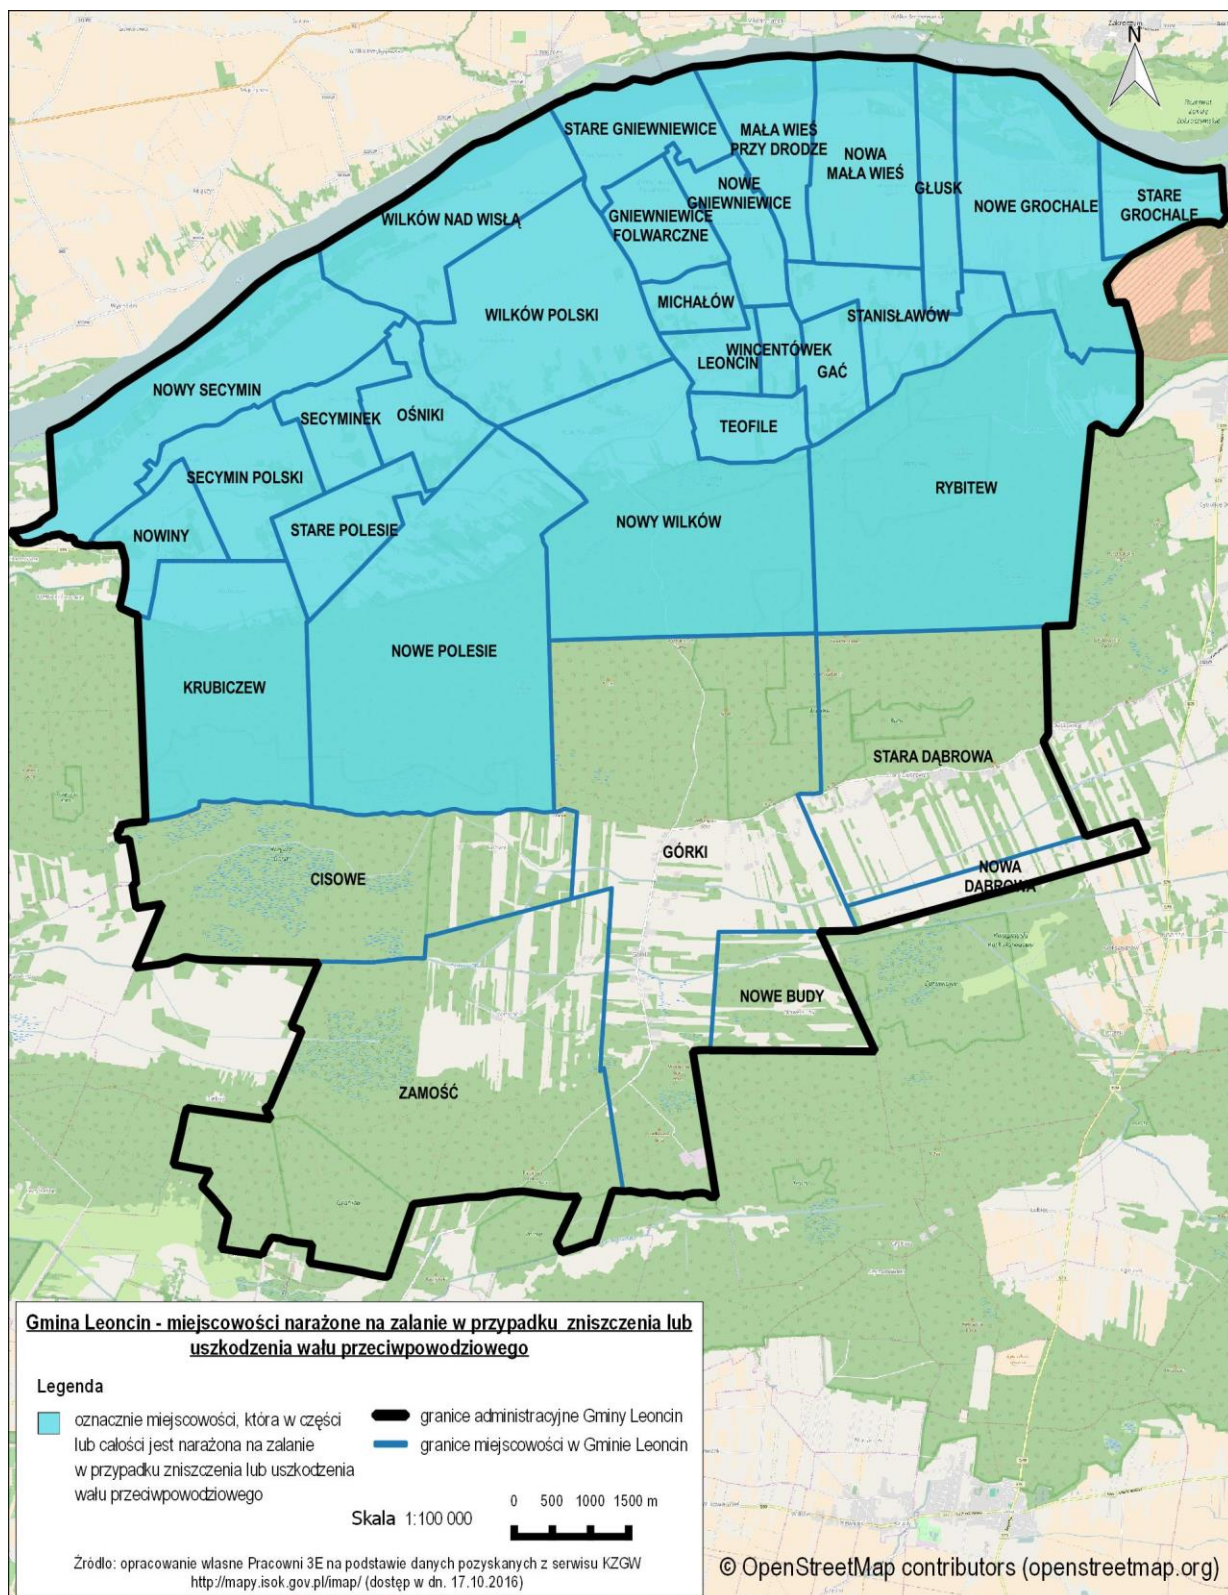 N
STARE GNIEWNIEWICE
MAŁA WIEŚ
PRZY DRODZE
NOWA
MAŁA WIEŚ
NOWE
GNIEWNIEWICE
GŁUSK
NOWE GROCHALE
STARE
GROCHALE
WILKÓW NAD WISŁĄ
GNIEWNIEWICE
FOLWARCZNE
MICHAŁÓW
WILKÓW POLSKI
STANISŁAWÓW
WINCENTÓWEK
LEONCIN
GAĆ
NOWY SECYMIN
SECYMINEK
OŚNIKI
TEOFILE
SECYMIN POLSKI
RYBITEW
NOWINY
STARE POLESIE
NOWY WILKÓW
NOWE POLESIE
KRUBICZEW
STARA DĄBROWA
GÓRKI
CISOWE
NOWA
DĄBROWA
NOWE BUDY
ZAMOŚĆ
Gmina Leoncin - miejscowości narażone na zalanie w przypadku zniszczenia lub
uszkodzenia wału przeciwpowodziowego
Legenda
oznacznie miejscowości, która w części
lub całości jest narażona na zalanie
w przypadku zniszczenia lub uszkodzenia
wału przeciwpowodziowego
granice administracyjne Gminy Leoncin
granice miejscowości w Gminie Leoncin
Skala 1:100 000
0 500 1000 1500 m
Źródło: opracowanie własne Pracowni 3E na podstawie danych pozyskanych z serwisu KZGW
http://mapy.isok.gov.pl/imap/ (dostęp w dn. 17.10.2016)
© OpenStreetMap contributors (openstreetmap.org)